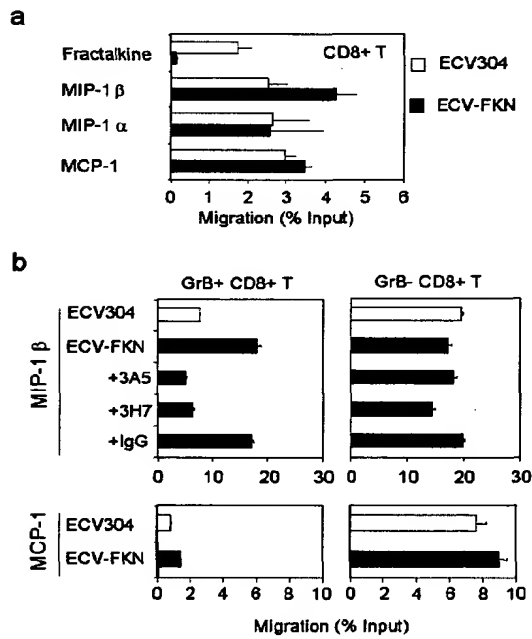 a
CD8+ T
Fractalkine
MIP-1 β
MIP-1 α
MCP-1
0 1 2 3 4 5 6
Migration (% Input)
ECV304
ECV-FKN
b
GrB+ CD8+ T GrB- CD8+ T
MIP-1 β
ECV304
ECV-FKN
+3A5
+3H7
+IgG
0 10 20 30 0 10 20 30
MCP-1
ECV304
ECV-FKN
0 2 4 6 8 10 0 2 4 6 8 10
Migration (% Input)